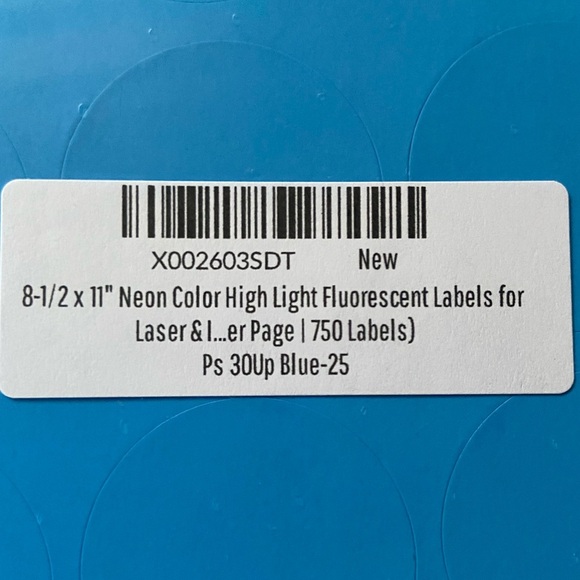 X002603SDT New
8-1/2 x 11" Neon Color High Light Fluorescent Labels for
Laser & I...er Page | 750 Labels)
Ps 30Up Blue-25